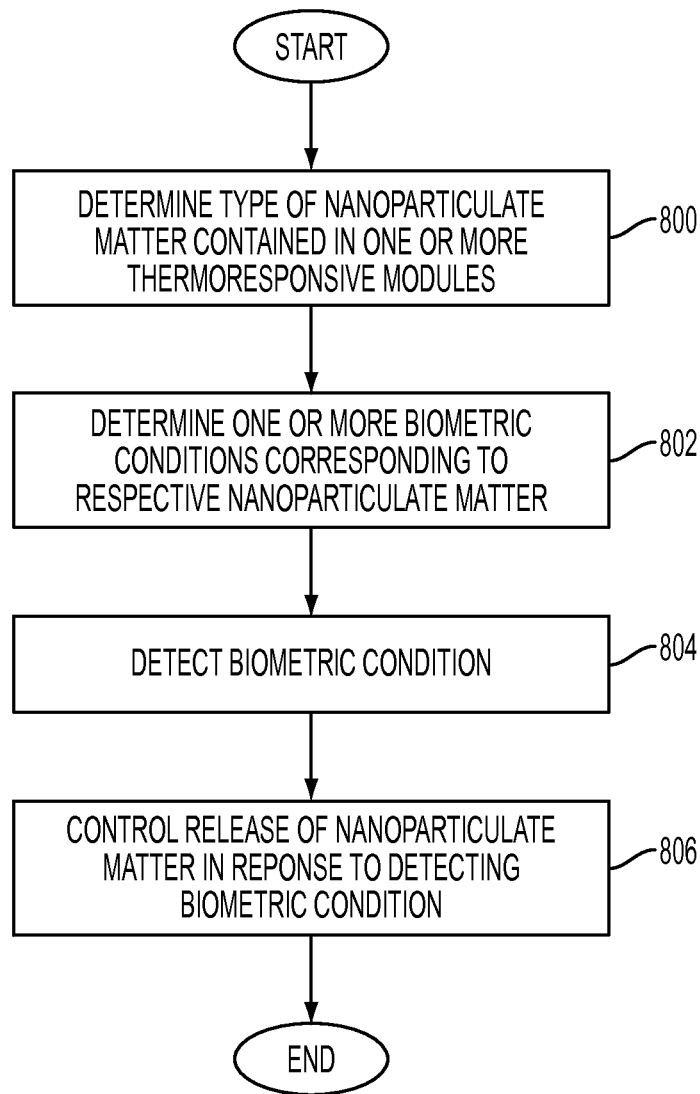 START
DETERMINE TYPE OF NANOPARTICULATE
MATTER CONTAINED IN ONE OR MORE
THERMORESPONSIVE MODULES
800
DETERMINE ONE OR MORE BIOMETRIC
CONDITIONS CORRESPONDING TO
RESPECTIVE NANOPARTICULATE MATTER
802
DETECT BIOMETRIC CONDITION
804
CONTROL RELEASE OF NANOPARTICULATE
MATTER IN REPONSE TO DETECTING
BIOMETRIC CONDITION
806
END